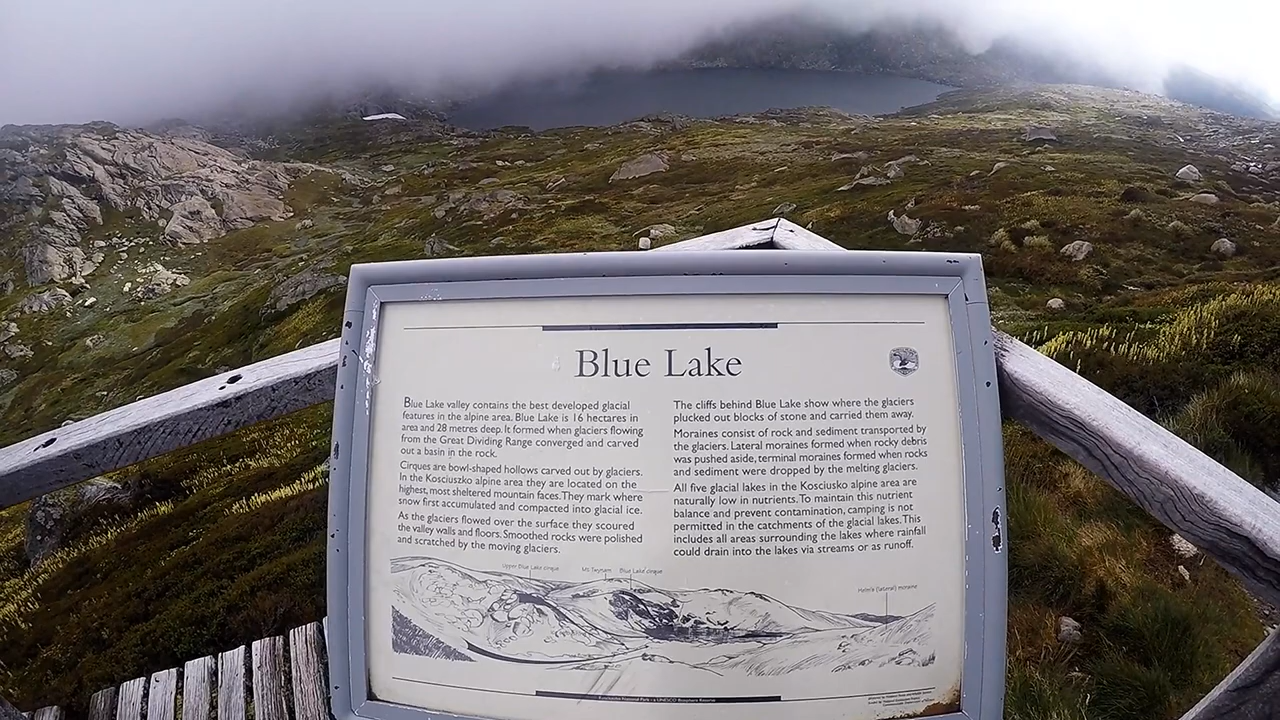 Blue Lake
Blue Lake valley contains the best developed glacial
features in the alpine area. Blue Lake is 16 hectares in
area and 28 metres deep. It formed when glaciers flowing
from the Great Dividing Range converged and carved
out a basin in the rock.
Cirques are bowl-shaped hollows carved out by glaciers.
In the Kosciuszko alpine area they are located on the
highest, most sheltered mountain faces. They mark where
snow first accumulated and compacted into glacial ice.
As the glaciers flowed over the surface they scoured
the valley walls and floors. Smoothed rocks were polished
and scratched by the moving glaciers.
The cliffs behind Blue Lake show where the glaciers
plucked out blocks of stone and carried them away.
Moraines consist of rock and sediment transported by
the glaciers. Lateral moraines formed when rocky debris
was pushed aside, terminal moraines formed when rocks
and sediment were dropped by the melting glaciers.
All five glacial lakes in the Kosciusko alpine area are
naturally low in nutrients. To maintain this nutrient
balance and prevent contamination, camping is not
permitted in the catchments of the glacial lakes. This
includes all areas surrounding the lakes where rainfall
could drain into the lakes via streams or as runoff.
Upper Blue Lake cirque
Mt Twynam
Blue Lake cirque
Helm's (lateral) moraine
Kosciuszko National Park - a UNESCO Biosphere Reserve